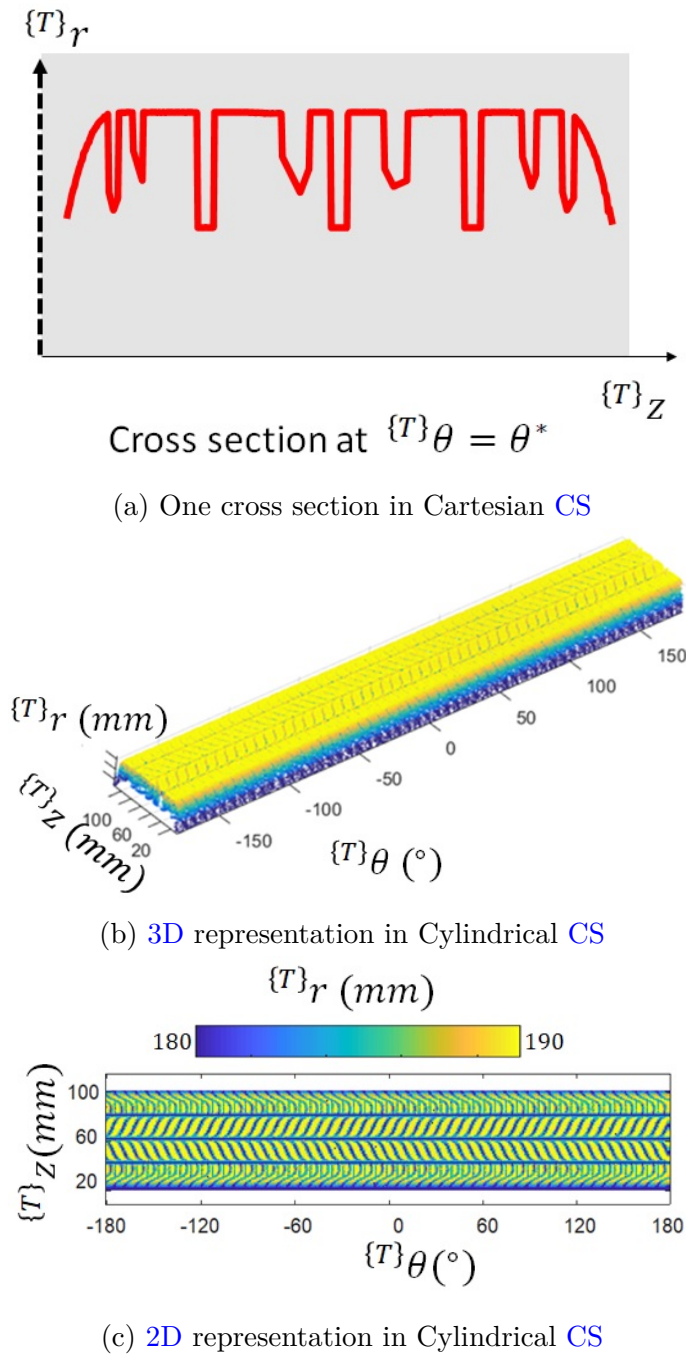 {T}r
{T}z
Cross section at {T}θ = θ*
(a) One cross section in Cartesian CS
{T}r (mm)
{T}z (mm)
100
60
20
-150
-100
-50
0
50
100
150
{T}θ (°)
(b) 3D representation in Cylindrical CS
{T}r (mm)
180 190
{T}z(mm)
100
60
20
-180 -120 -60 0 60 120 180
{T}θ(°)
(c) 2D representation in Cylindrical CS